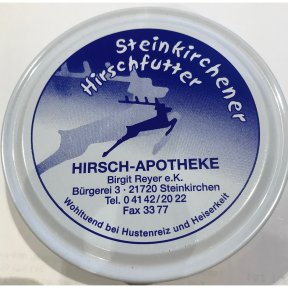 Steinkirchener
Hirschfutter
HIRSCH-APOTHEKE
Birgit Reyer e.K.
Bürgerei 3 · 21720 Steinkirchen
Tel. 0 41 42/20 22
Fax 33 77
Wohltuend bei Hustenreiz und Heiserkeit